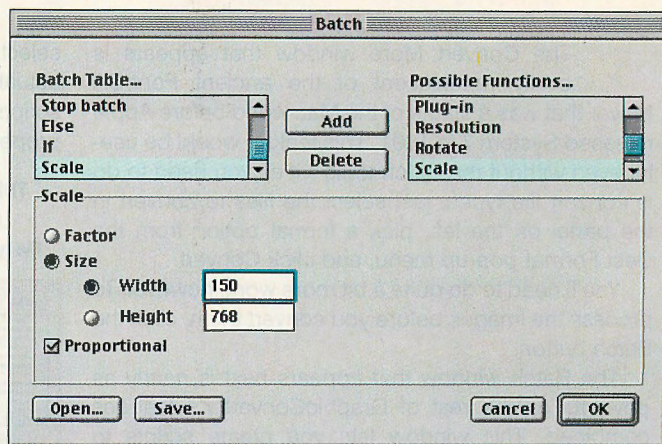 Batch
Batch Table...
Possible Functions...
Stop batch
Else
If
Scale
Add
Delete
Plug-in
Resolution
Rotate
Scale
Scale
Factor
Size
Width 150
Height 768
Proportional
Open...
Save...
Cancel
OK